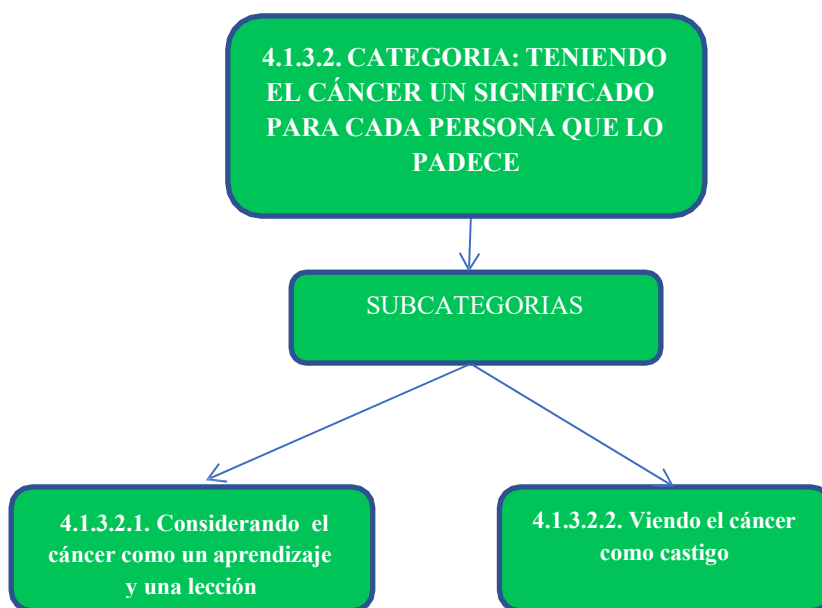 4.1.3.2. CATEGORIA: TENIENDO
EL CÁNCER UN SIGNIFICADO
PARA CADA PERSONA QUE LO
PADECE
SUBCATEGORIAS
4.1.3.2.1. Considerando el
cáncer como un aprendizaje
y una lección
4.1.3.2.2. Viendo el cáncer
como castigo